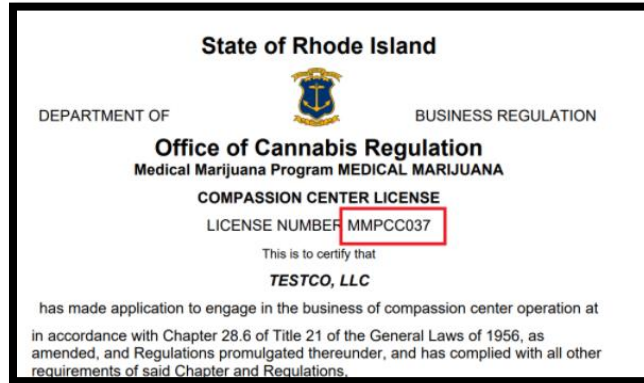 State of Rhode Island
DEPARTMENT OF BUSINESS REGULATION
Office of Cannabis Regulation
Medical Marijuana Program MEDICAL MARIJUANA
COMPASSION CENTER LICENSE
LICENSE NUMBER MMPCC037
This is to certify that
TESTCO, LLC
has made application to engage in the business of compassion center operation at
in accordance with Chapter 28.6 of Title 21 of the General Laws of 1956, as
amended, and Regulations promulgated thereunder, and has complied with all other
requirements of said Chapter and Regulations,